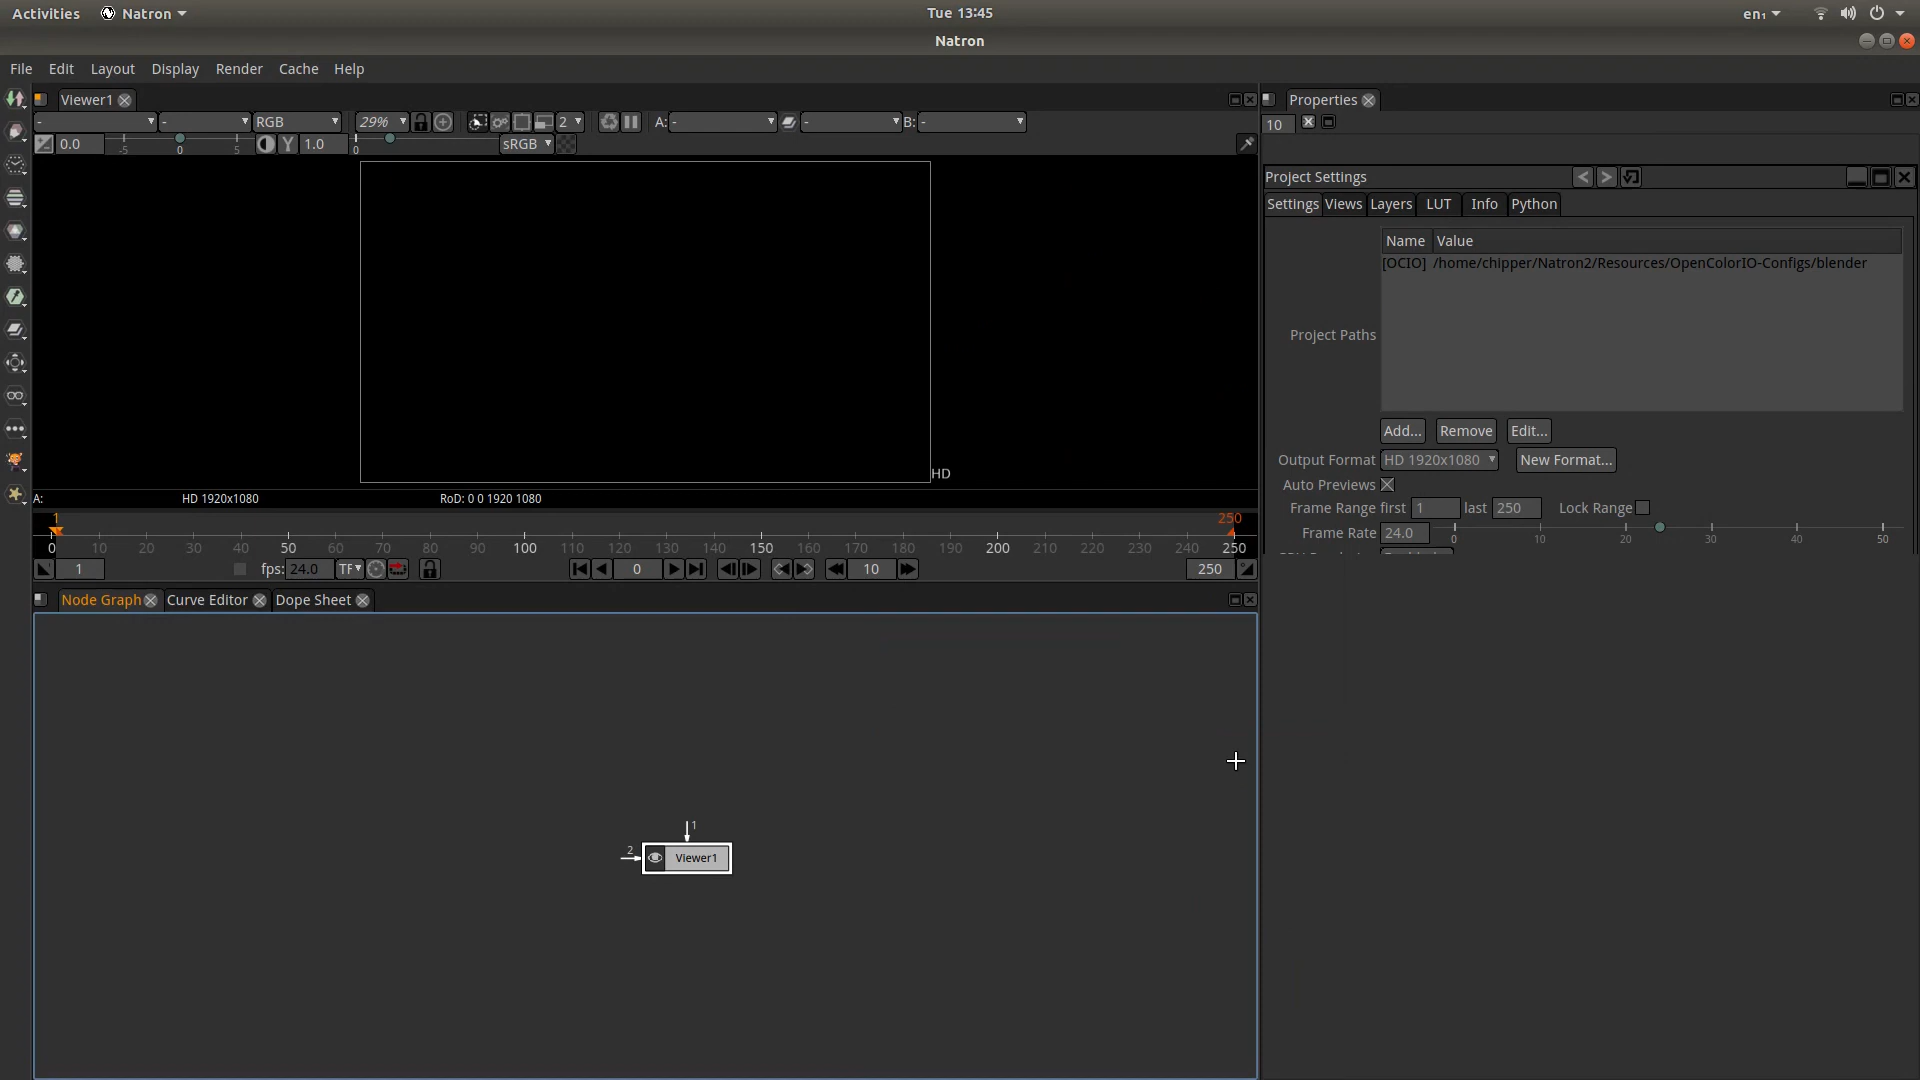 Activities Natron Tue 13:45 en₁
Natron
File Edit Layout Display Render Cache Help
Viewer1 Properties
- - RGB 29% 2 A: - - B: - 10
0.0 -5 0 5 Y 1.0 0 sRGB
Project Settings < >
Settings Views Layers LUT Info Python
Name Value
[OCIO] /home/chipper/Natron2/Resources/OpenColorIO-Configs/blender
Project Paths
Add... Remove Edit...
Output Format HD 1920x1080 New Format...
Auto Previews
Frame Range first 1 last 250 Lock Range
Frame Rate 24.0 0 10 20 30 40 50
HD
A: HD 1920x1080 RoD: 0 0 1920 1080
1 250
0 10 20 30 40 50 60 70 80 90 100 110 120 130 140 150 160 170 180 190 200 210 220 230 240 250
1 fps: 24.0 TF 0 10 250
Node Graph Curve Editor Dope Sheet
1
2 Viewer1